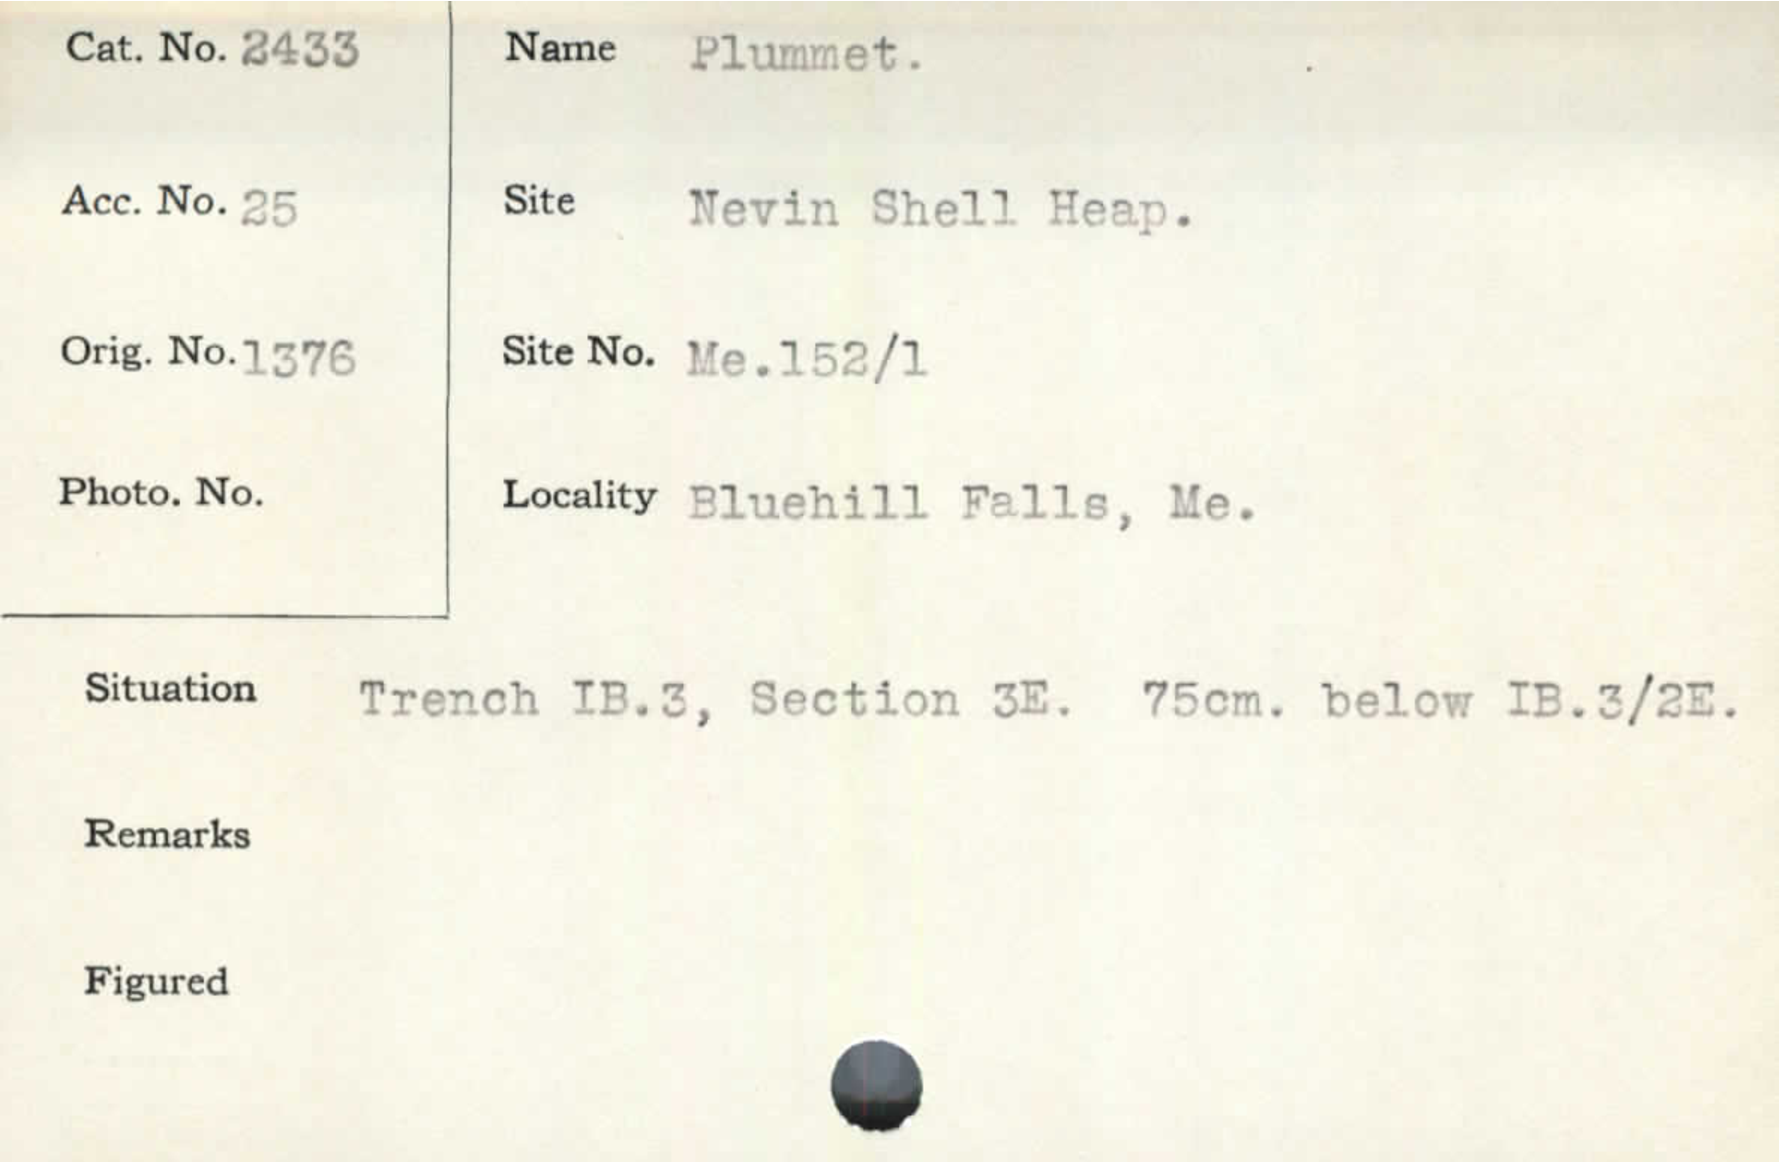 Cat. No. 2433
Name Plummet.
Acc. No. 25
Site Nevin Shell Heap.
Orig. No. 1376
Site No. Me.152/1
Photo. No.
Locality Bluehill Falls, Me.
Situation Trench IB.3, Section 3E. 75cm. below IB.3/2E.
Remarks
Figured